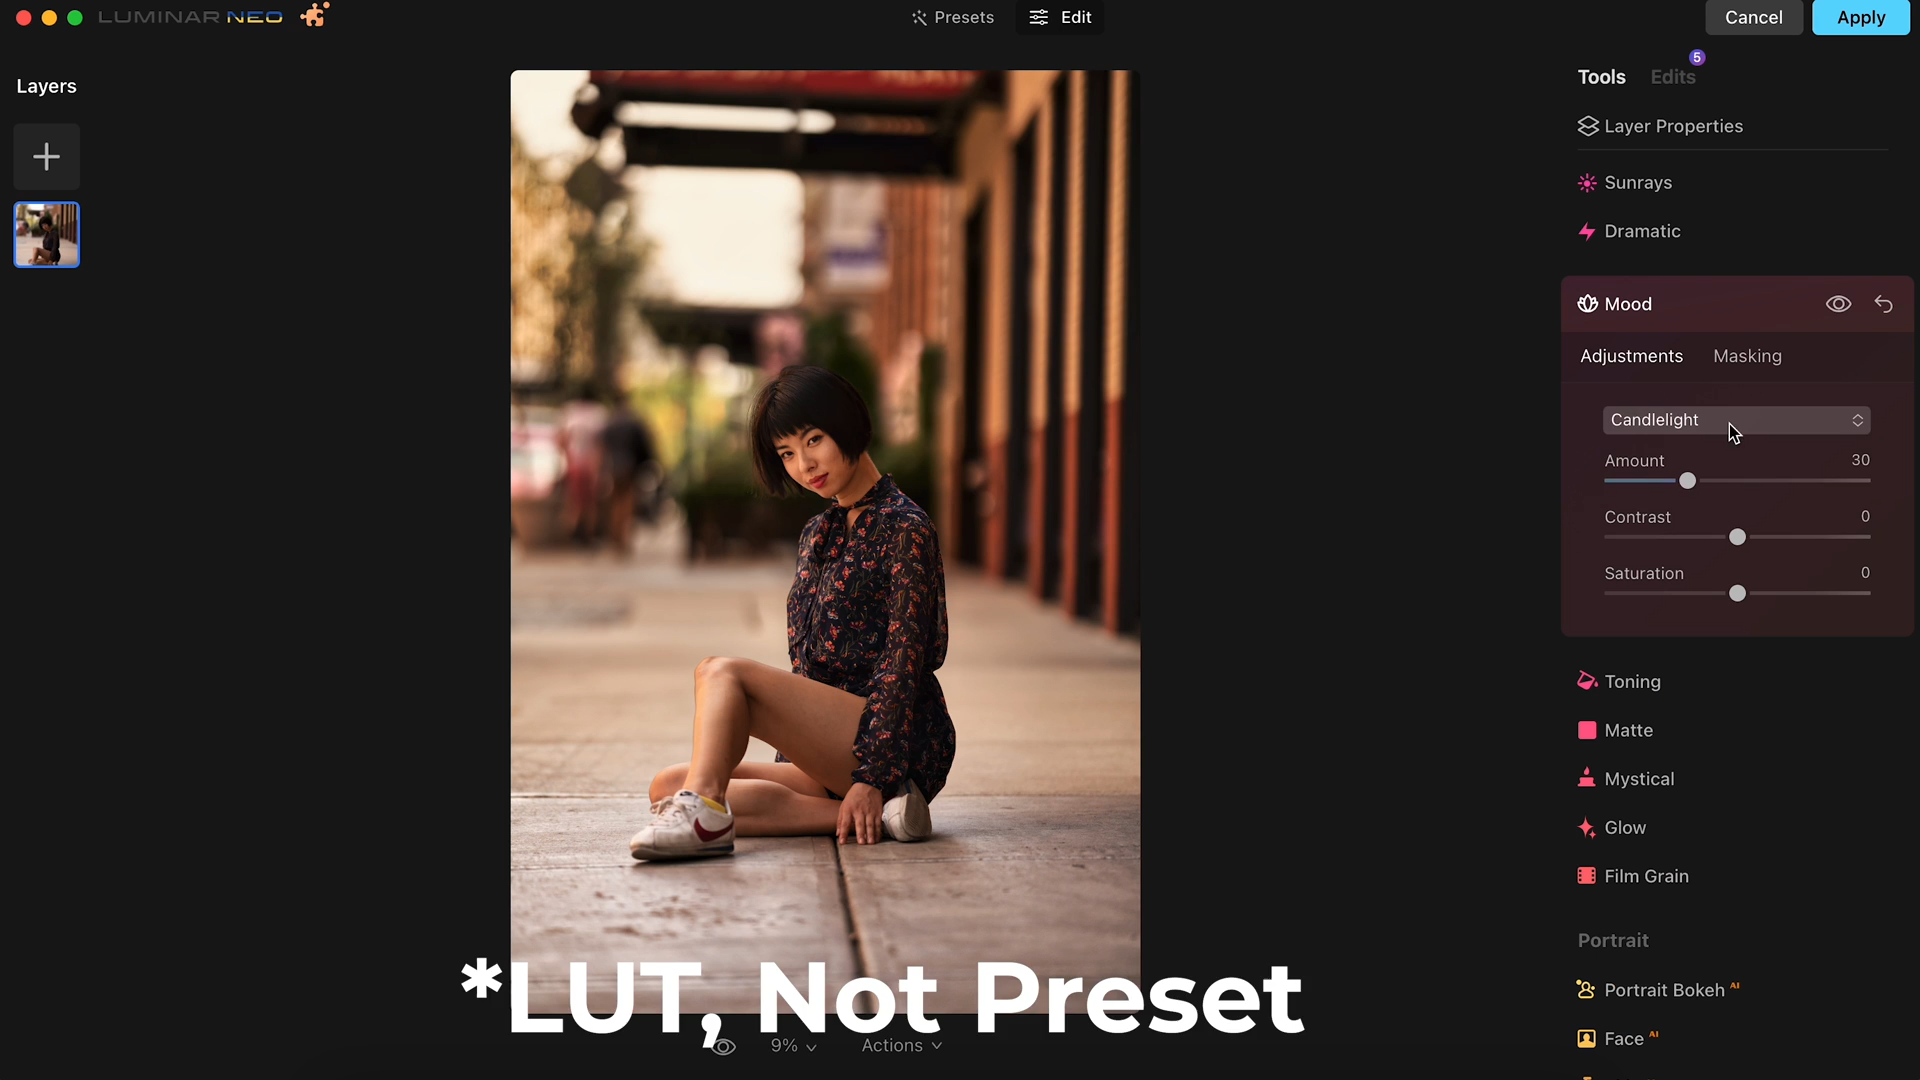 LUMINAR NEO
Presets
Edit
Cancel
Apply
Layers
Tools
Edits
5
Layer Properties
Sunrays
Dramatic
Mood
Adjustments
Masking
Candlelight
Amount 30
Contrast 0
Saturation 0
Toning
Matte
Mystical
Glow
Film Grain
Portrait
Portrait Bokeh AI
Face AI
*LUT, Not Preset
9%
Actions